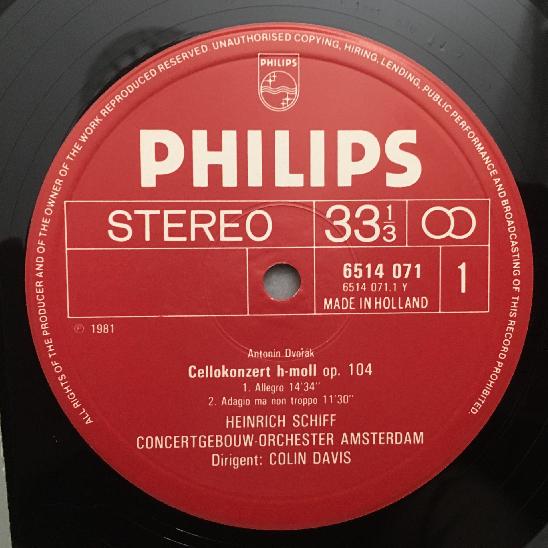 ALL RIGHTS OF THE PRODUCER AND OF THE OWNER OF THE WORK REPRODUCED RESERVED UNAUTHORISED COPYING, HIRING, LENDING, PUBLIC PERFORMANCE AND BROADCASTING OF THIS RECORD PROHIBITED
PHILIPS
PHILIPS
STEREO 33 1/3
6514 071 1
6514 071.1 Y
MADE IN HOLLAND
℗ 1981
Antonin Dvořák
Cellokonzert h-moll op. 104
1. Allegro 14'34"
2. Adagio ma non troppo 11'30"
HEINRICH SCHIFF
CONCERTGEBOUW-ORCHESTER AMSTERDAM
Dirigent: COLIN DAVIS